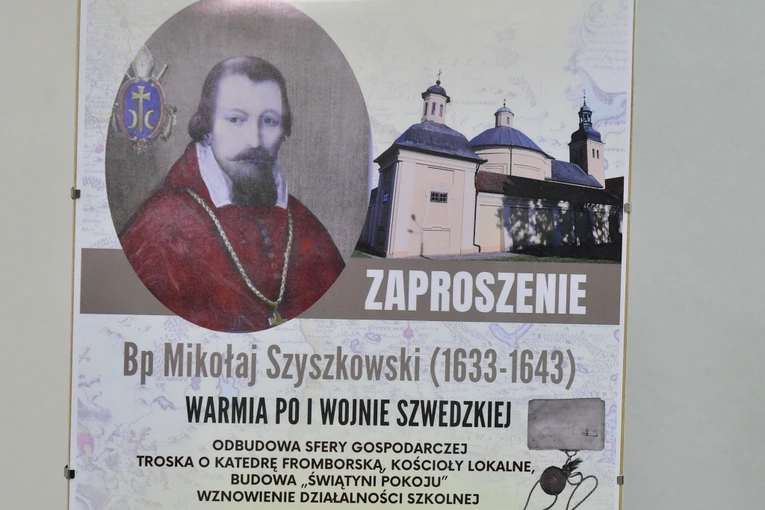 ZAPROSZENIE
Bp Mikołaj Szyszkowski (1633-1643)
WARMIA PO I WOJNIE SZWEDZKIEJ
ODBUDOWA SFERY GOSPODARCZEJ
TROSKA O KATEDRĘ FROMBORSKĄ, KOŚCIOŁY LOKALNE,
BUDOWA „ŚWIĄTYNI POKOJU”
WZNOWIENIE DZIAŁALNOŚCI SZKOLNEJ